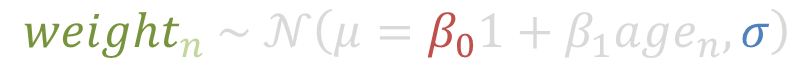 weightₙ ~ 𝒩(μ = β₀1 + β₁ageₙ, σ)